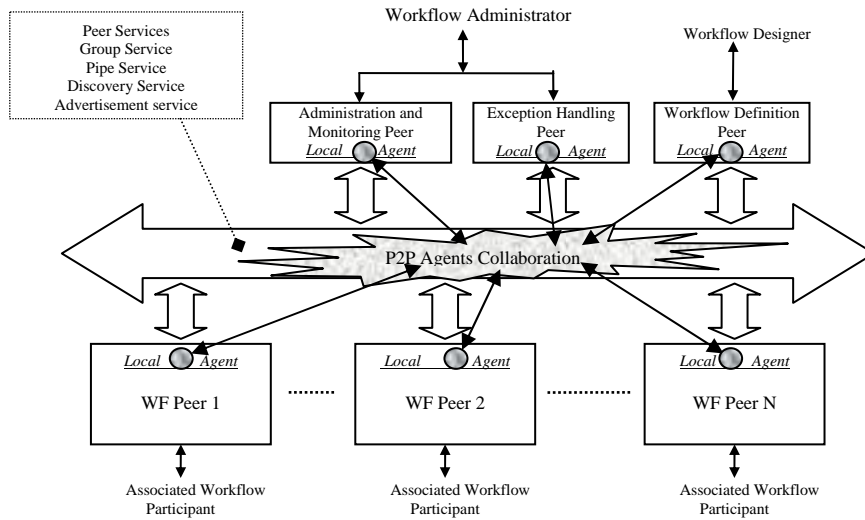 Workflow Administrator
Peer Services
Group Service
Pipe Service
Discovery Service
Advertisement service
Workflow Designer
Administration and
Monitoring Peer
Local Agent
Exception Handling
Peer
Local Agent
Workflow Definition
Peer
Local Agent
P2P Agents Collaboration
Local Agent
WF Peer 1
Local Agent
WF Peer 2
Local Agent
WF Peer N
Associated Workflow
Participant
Associated Workflow
Participant
Associated Workflow
Participant